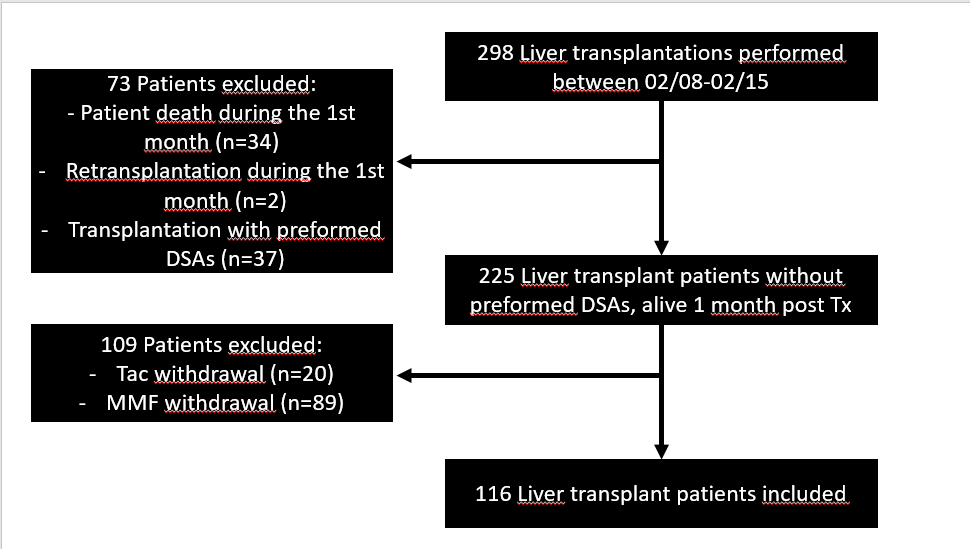 298 Liver transplantations performed
between 02/08-02/15
73 Patients excluded:
- Patient death during the 1st
month (n=34)
- Retransplantation during the 1st
month (n=2)
- Transplantation with preformed
DSAs (n=37)
225 Liver transplant patients without
preformed DSAs, alive 1 month post Tx
109 Patients excluded:
- Tac withdrawal (n=20)
- MMF withdrawal (n=89)
116 Liver transplant patients included